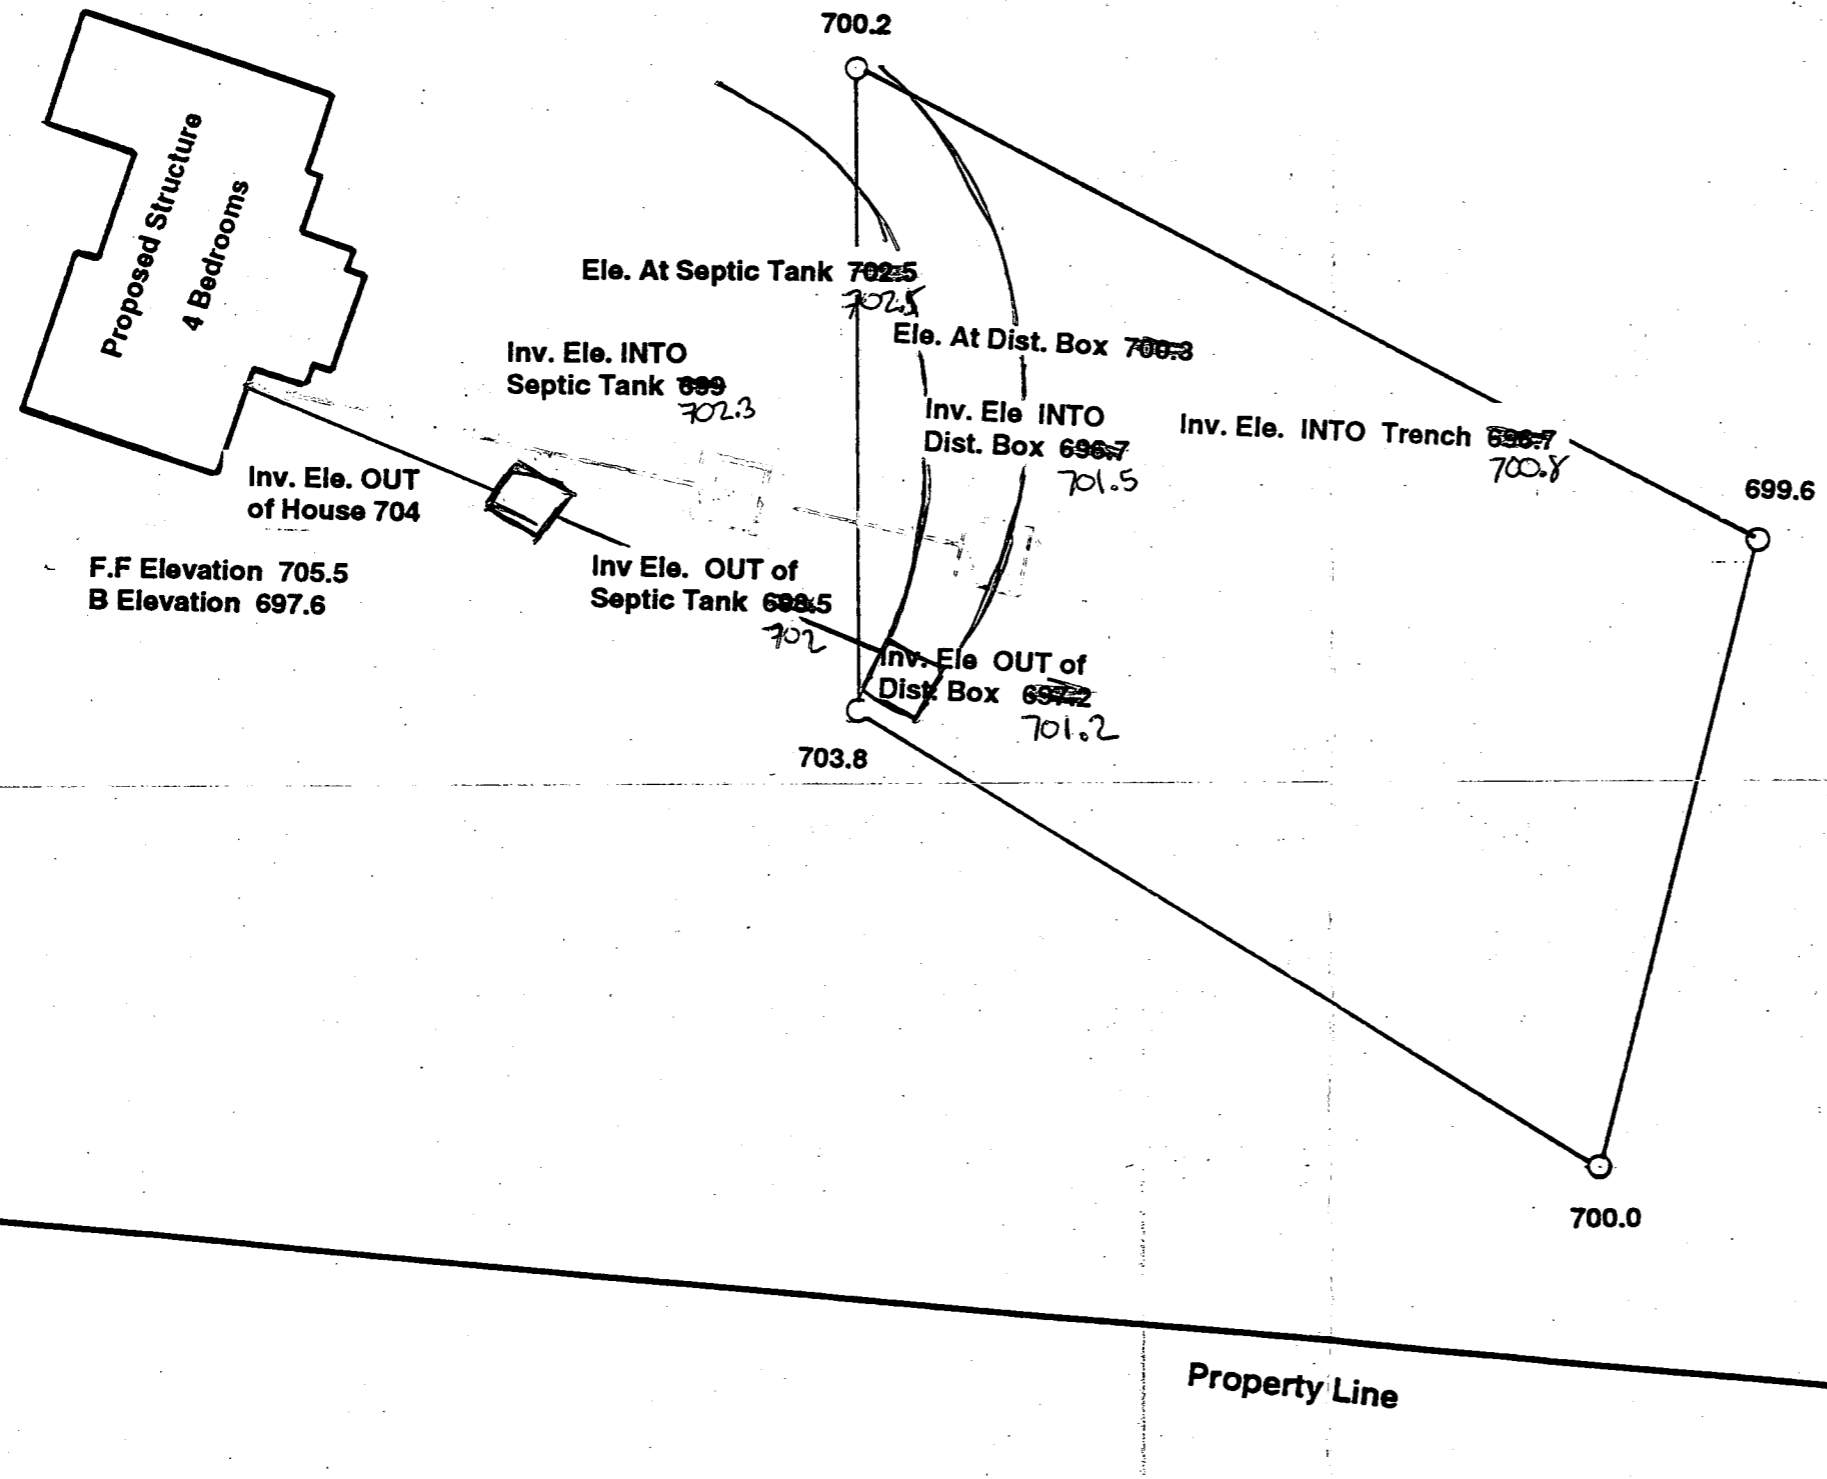 700.2
Proposed Structure
4 Bedrooms
Ele. At Septic Tank 702.5
702.5
Ele. At Dist. Box 700.3
Inv. Ele. INTO
Septic Tank 699
702.3
Inv. Ele INTO
Dist. Box 696.7
701.5
Inv. Ele. INTO Trench 696.7
700.8
699.6
Inv. Ele. OUT
of House 704
F.F Elevation 705.5
B Elevation 697.6
Inv Ele. OUT of
Septic Tank 698.5
702
Inv. Ele OUT of
Dist. Box 697.2
701.2
703.8
700.0
Property Line